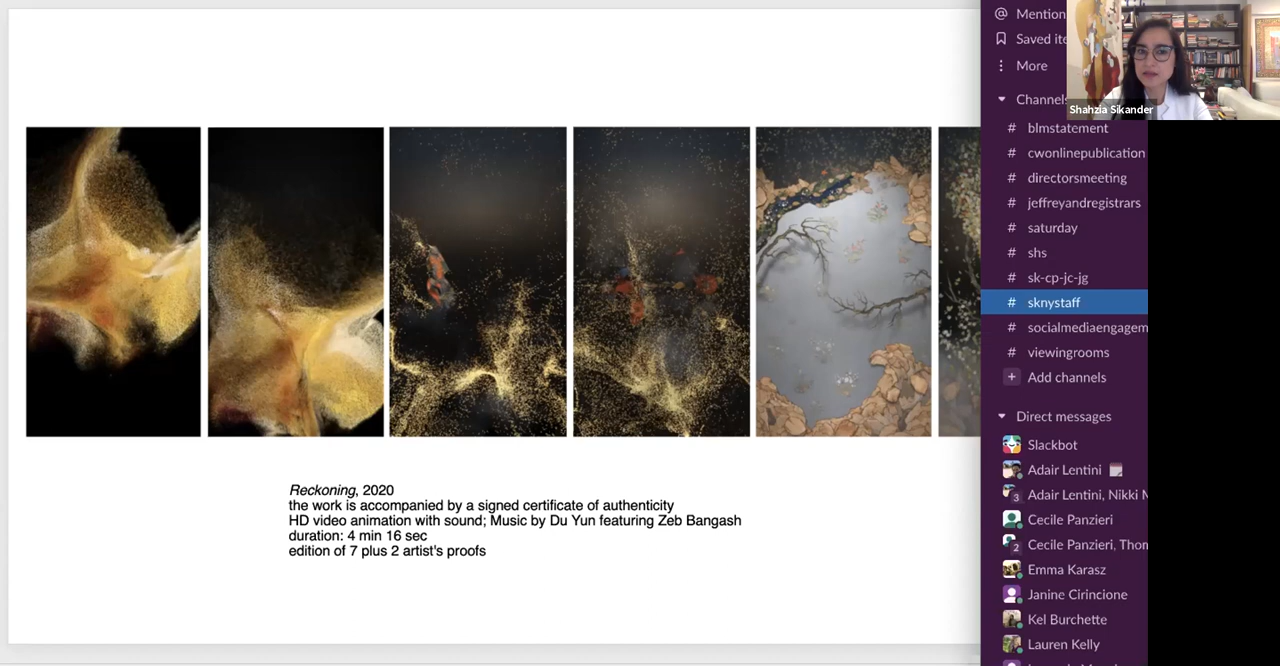 Mention
Saved ite
More
Channels
Shahzia Sikander
# blmstatement
# cwonlinepublication
# directorsmeeting
# jeffreyandregistrars
# saturday
# shs
# sk-cp-jc-jg
# sknystaff
# socialmediaengagem
# viewingrooms
+ Add channels
Direct messages
Slackbot
Adair Lentini
3 Adair Lentini, Nikki M
Cecile Panzieri
2 Cecile Panzieri, Thom
Emma Karasz
Janine Cirincione
Kel Burchette
Lauren Kelly
Reckoning, 2020
the work is accompanied by a signed certificate of authenticity
HD video animation with sound; Music by Du Yun featuring Zeb Bangash
duration: 4 min 16 sec
edition of 7 plus 2 artist's proofs